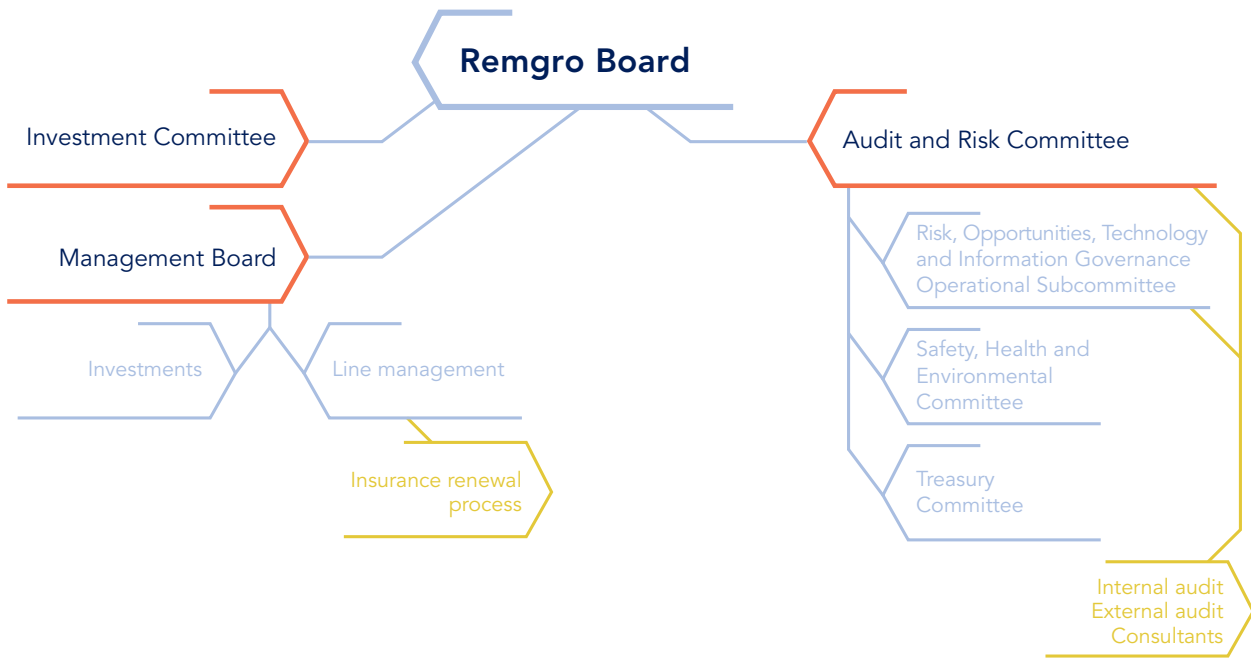 Remgro Board
Investment Committee
Audit and Risk Committee
Management Board
Risk, Opportunities, Technology
and Information Governance
Operational Subcommittee
Investments
Line management
Safety, Health and
Environmental
Committee
Insurance renewal
process
Treasury
Committee
Internal audit
External audit
Consultants